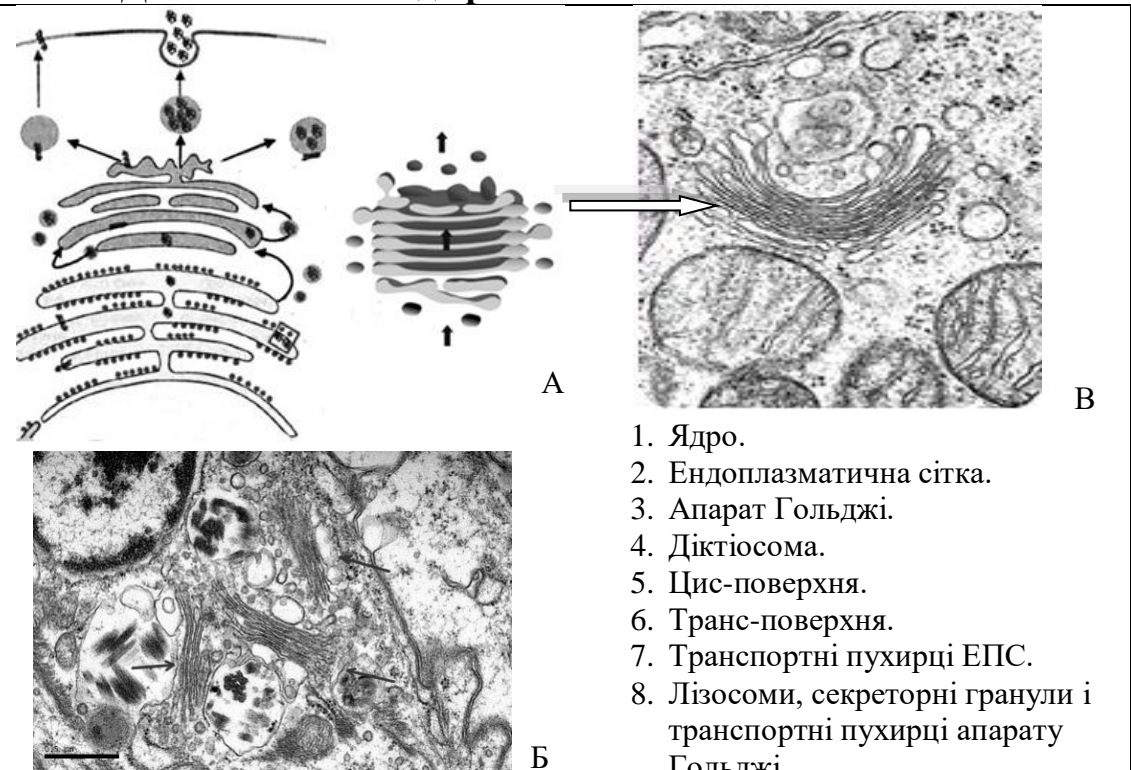 А
В
1. Ядро.
2. Ендоплазматична сітка.
3. Апарат Гольджі.
4. Діктіосома.
5. Цис-поверхня.
6. Транс-поверхня.
7. Транспортні пухирці ЕПС.
8. Лізосоми, секреторні гранули і
транспортні пухирці апарату
Гольджі.
Б